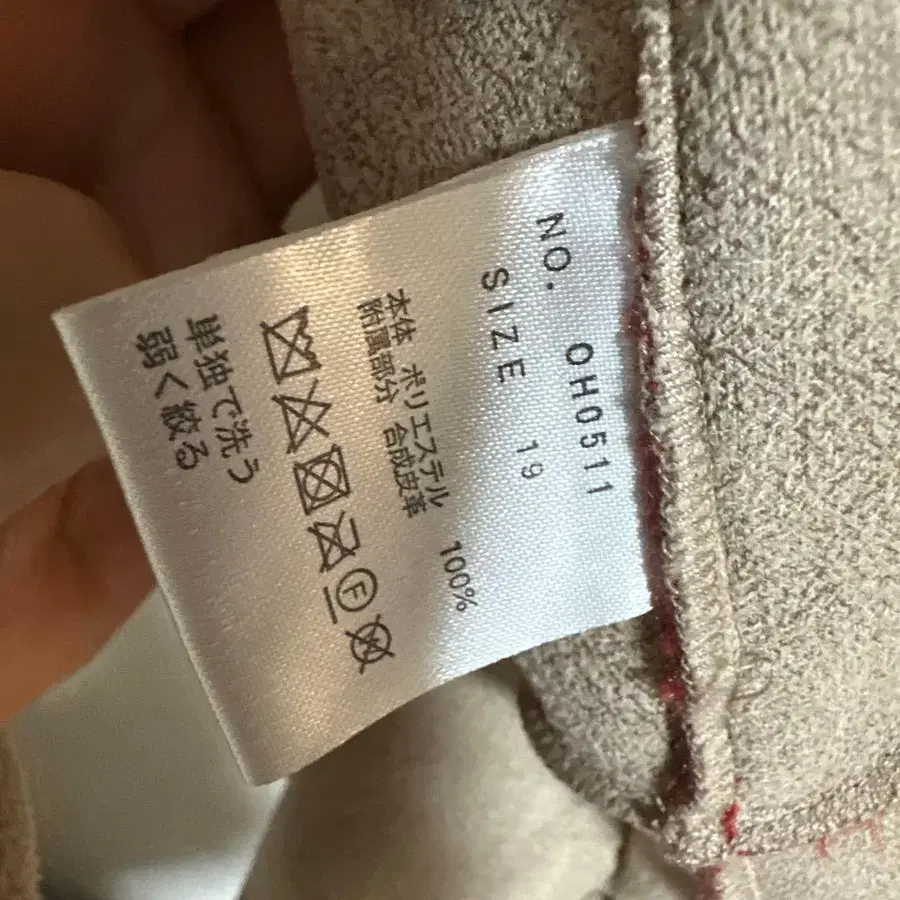 NO. OH0511
SIZE 19
本体 ポリエステル 100%
附属部分 合成皮革
F
単独で洗う
弱く絞る